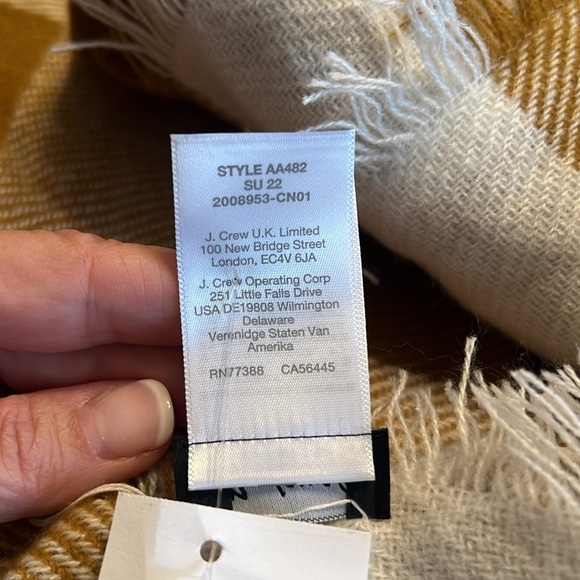 STYLE AA482
SU 22
2008953-CN01
J. Crew U.K. Limited
100 New Bridge Street
London, EC4V 6JA
J. Crew Operating Corp
251 Little Falls Drive
USA DE19808 Wilmington
Delaware
Verenidge Staten Van
Amerika
RN77388 CA56445